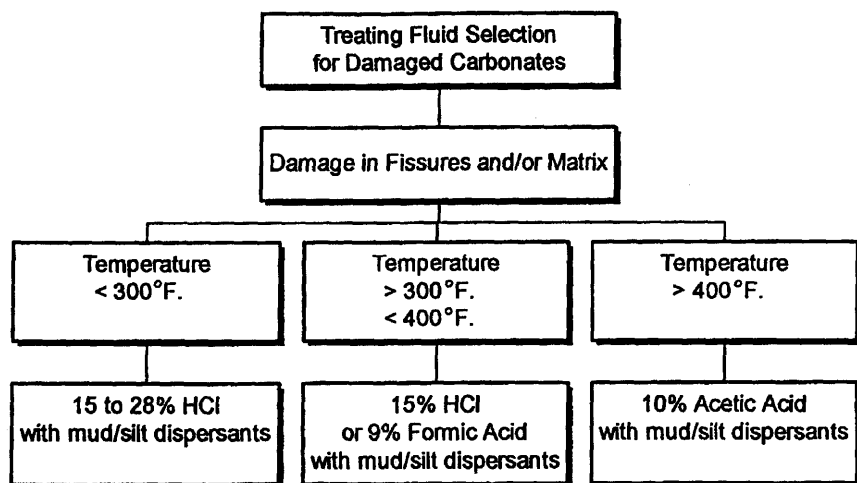 Treating Fluid Selection
for Damaged Carbonates
Damage in Fissures and/or Matrix
Temperature
< 300°F.
Temperature
> 300°F.
< 400°F.
Temperature
> 400°F.
15 to 28% HCl
with mud/silt dispersants
15% HCl
or 9% Formic Acid
with mud/silt dispersants
10% Acetic Acid
with mud/silt dispersants